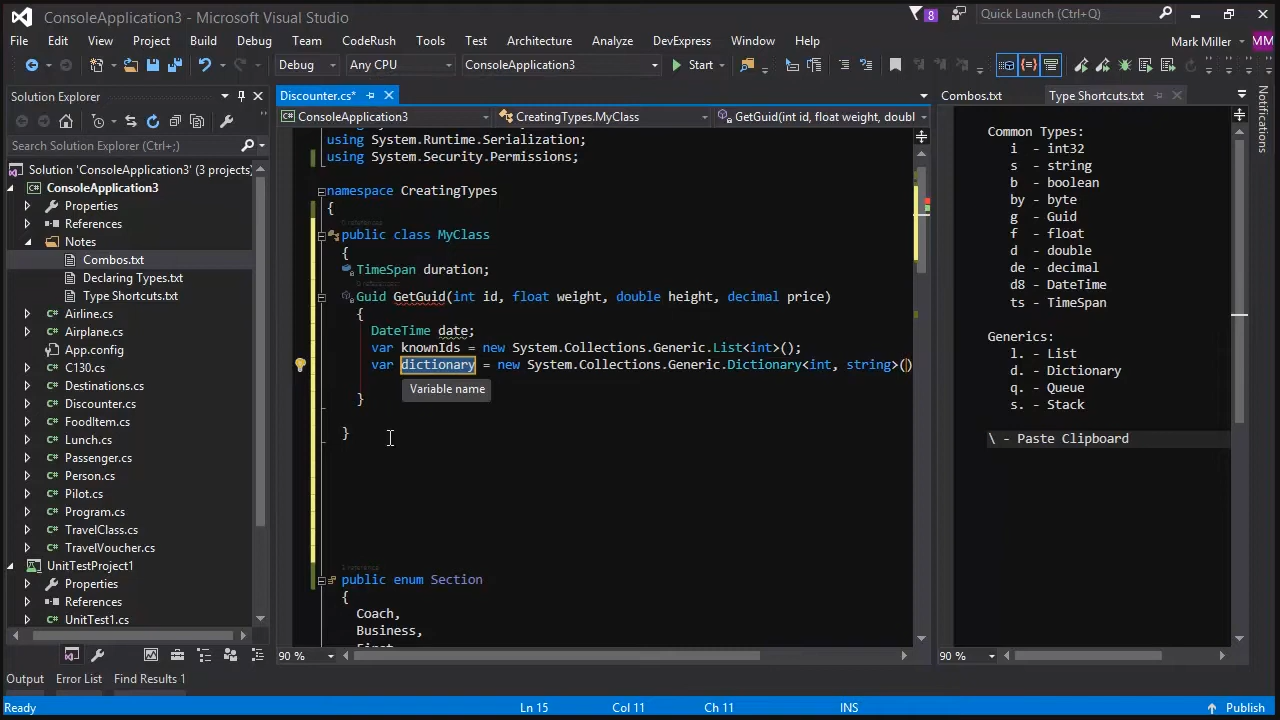 ConsoleApplication3 - Microsoft Visual Studio
8
Quick Launch (Ctrl+Q)
File Edit View Project Build Debug Team CodeRush Tools Test Architecture Analyze DevExpress Window Help
Mark Miller MM
Debug Any CPU ConsoleApplication3 Start
Solution Explorer
Search Solution Explorer (Ctrl+;)
Solution 'ConsoleApplication3' (3 projects)
ConsoleApplication3
Properties
References
Notes
Combos.txt
Declaring Types.txt
Type Shortcuts.txt
Airline.cs
Airplane.cs
App.config
C130.cs
Destinations.cs
Discounter.cs
FoodItem.cs
Lunch.cs
Passenger.cs
Person.cs
Pilot.cs
Program.cs
TravelClass.cs
TravelVoucher.cs
UnitTestProject1
Properties
References
UnitTest1.cs
Discounter.cs*
ConsoleApplication3 CreatingTypes.MyClass GetGuid(int id, float weight, doubl
using System.Runtime.Serialization;
using System.Security.Permissions;
namespace CreatingTypes
{
public class MyClass
{
TimeSpan duration;
Guid GetGuid(int id, float weight, double height, decimal price)
{
DateTime date;
var knownIds = new System.Collections.Generic.List<int>();
var dictionary = new System.Collections.Generic.Dictionary<int, string>()
Variable name
}
}
public enum Section
{
Coach,
Business,
90 %
Combos.txt Type Shortcuts.txt
Common Types:
i - int32
s - string
b - boolean
by - byte
g - Guid
f - float
d - double
de - decimal
d8 - DateTime
ts - TimeSpan
Generics:
l. - List
d. - Dictionary
q. - Queue
s. - Stack
\ - Paste Clipboard
90 %
Notifications
Output Error List Find Results 1
Ready Ln 15 Col 11 Ch 11 INS Publish